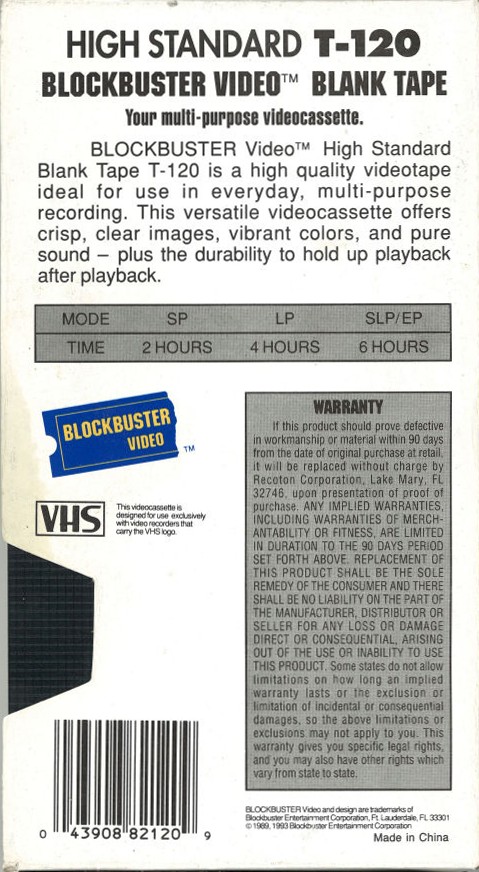 HIGH STANDARD T-120
BLOCKBUSTER VIDEO™ BLANK TAPE
Your multi-purpose videocassette.
BLOCKBUSTER Video™ High Standard
Blank Tape T-120 is a high quality videotape
ideal for use in everyday, multi-purpose
recording. This versatile videocassette offers
crisp, clear images, vibrant colors, and pure
sound – plus the durability to hold up playback
after playback.
MODE SP LP SLP/EP
TIME 2 HOURS 4 HOURS 6 HOURS
BLOCKBUSTER
VIDEO
™
VHS
This videocassette is
designed for use exclusively
with video recorders that
carry the VHS logo.
WARRANTY
If this product should prove defective
in workmanship or material within 90 days
from the date of original purchase at retail,
it will be replaced without charge by
Recoton Corporation, Lake Mary, FL
32746, upon presentation of proof of
purchase. ANY IMPLIED WARRANTIES,
INCLUDING WARRANTIES OF MERCH-
ANTABILITY OR FITNESS, ARE LIMITED
IN DURATION TO THE 90 DAYS PERIOD
SET FORTH ABOVE. REPLACEMENT OF
THIS PRODUCT SHALL BE THE SOLE
REMEDY OF THE CONSUMER AND THERE
SHALL BE NO LIABILITY ON THE PART OF
THE MANUFACTURER, DISTRIBUTOR OR
SELLER FOR ANY LOSS OR DAMAGE
DIRECT OR CONSEQUENTIAL, ARISING
OUT OF THE USE OR INABILITY TO USE
THIS PRODUCT. Some states do not allow
limitations on how long an implied
warranty lasts or the exclusion or
limitation of incidental or consequential
damages, so the above limitations or
exclusions may not apply to you. This
warranty gives you specific legal rights,
and you may also have other rights which
vary from state to state.
0 43908 82120 9
BLOCKBUSTER Video and design are trademarks of
Blockbuster Entertainment Corporation, Ft. Lauderdale, FL 33301
© 1989, 1993 Blockbuster Entertainment Corporation
Made in China